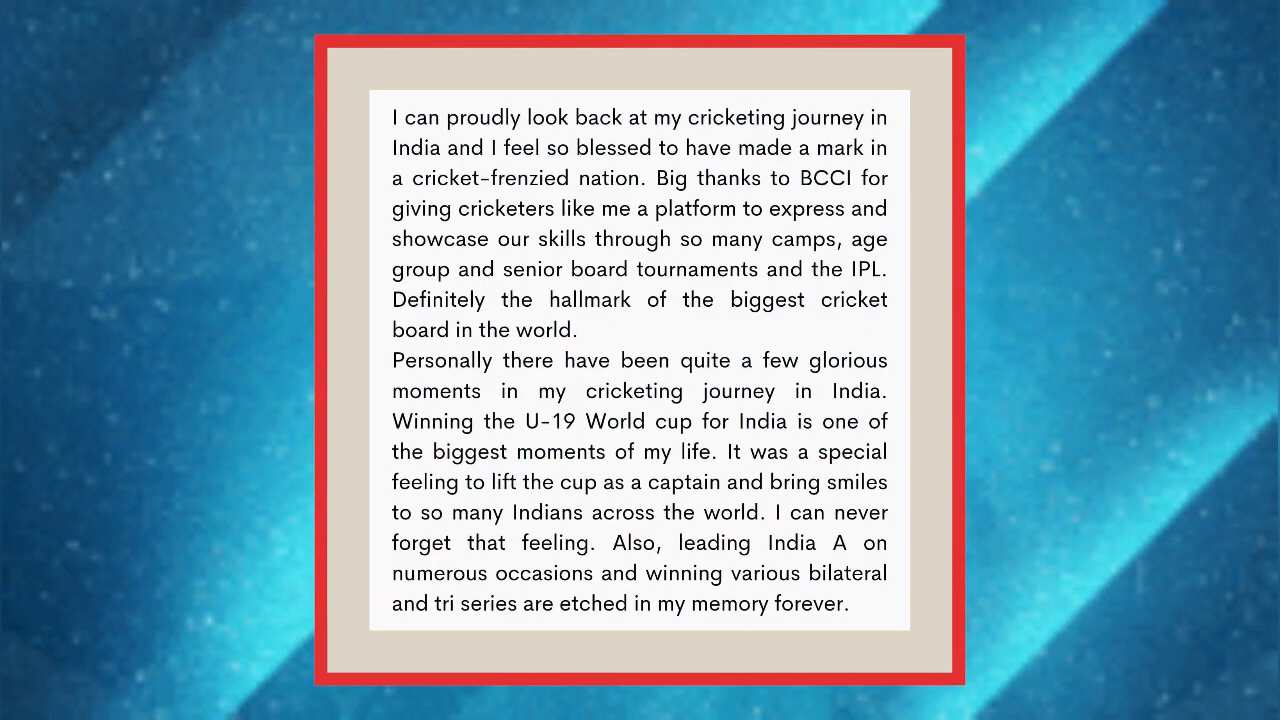 I can proudly look back at my cricketing journey in
India and I feel so blessed to have made a mark in
a cricket-frenzied nation. Big thanks to BCCI for
giving cricketers like me a platform to express and
showcase our skills through so many camps, age
group and senior board tournaments and the IPL.
Definitely the hallmark of the biggest cricket
board in the world.
Personally there have been quite a few glorious
moments in my cricketing journey in India.
Winning the U-19 World cup for India is one of
the biggest moments of my life. It was a special
feeling to lift the cup as a captain and bring smiles
to so many Indians across the world. I can never
forget that feeling. Also, leading India A on
numerous occasions and winning various bilateral
and tri series are etched in my memory forever.